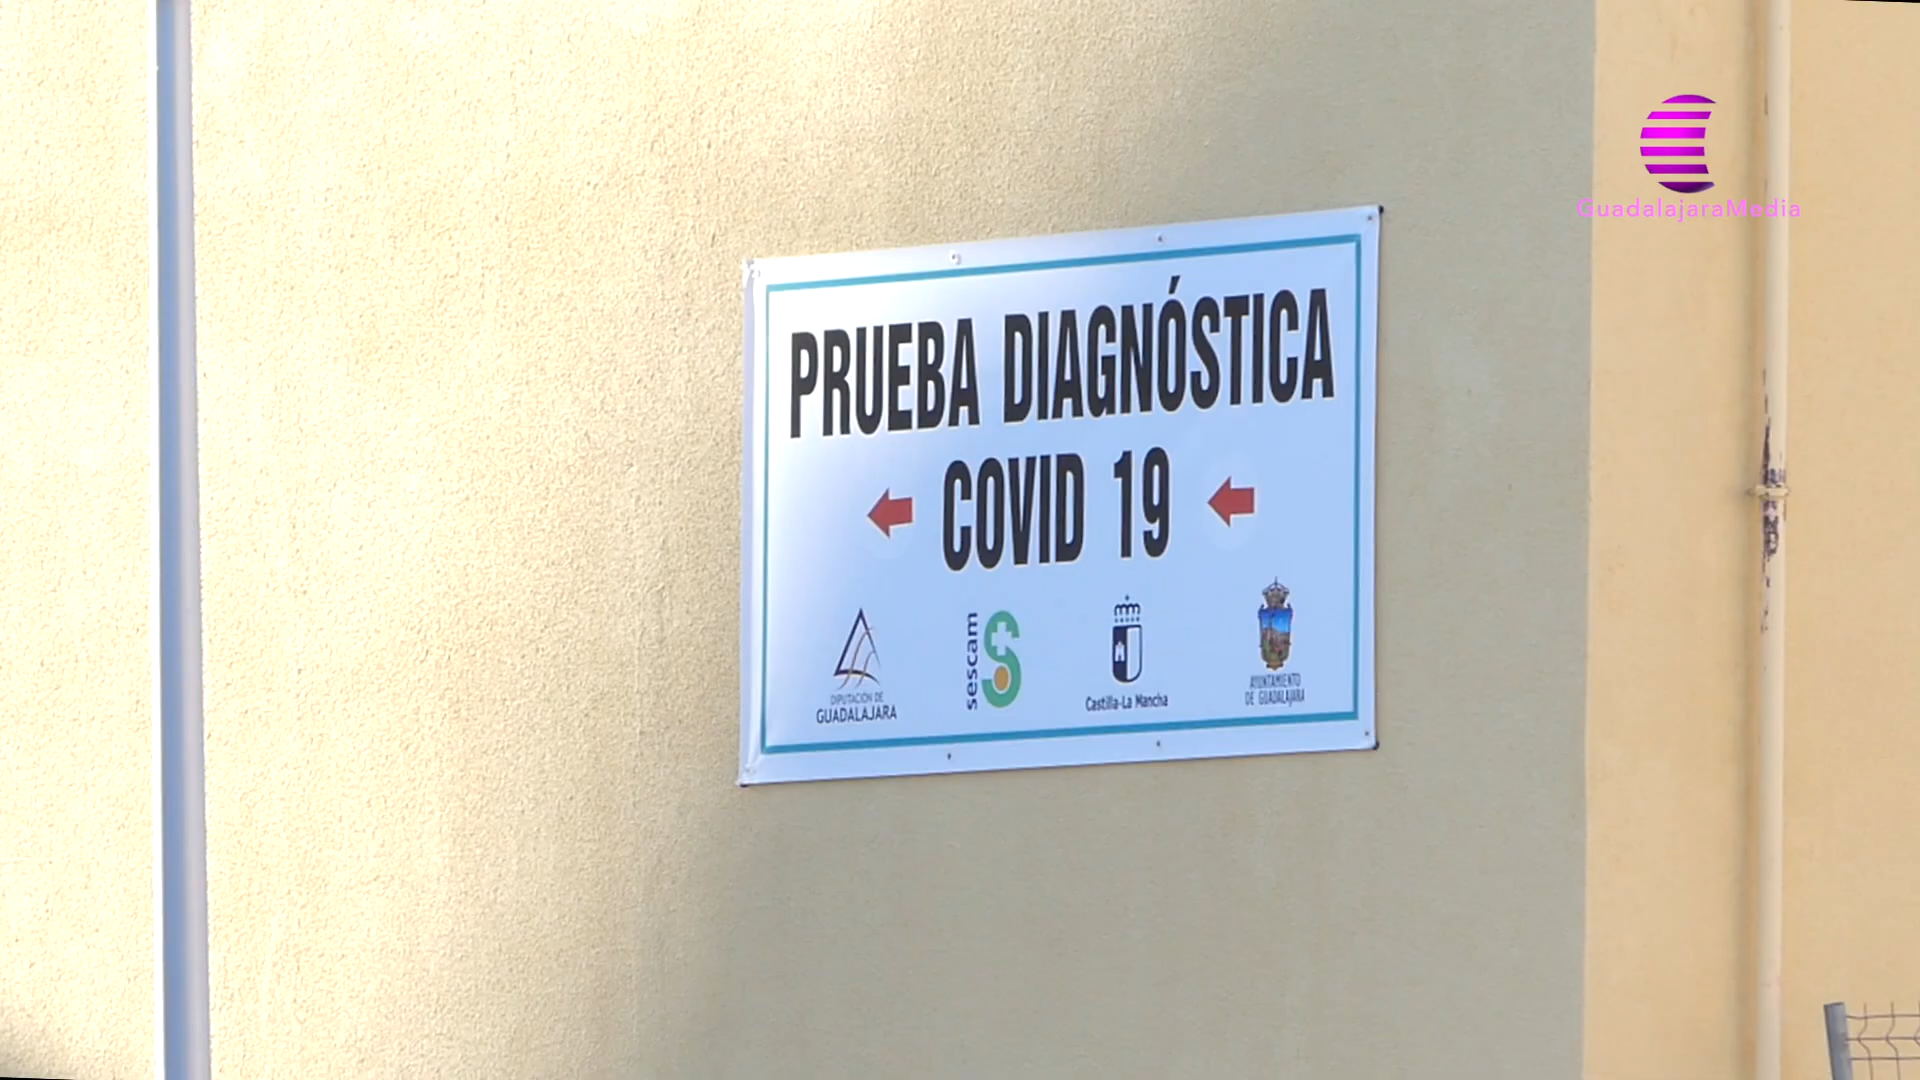 GuadalajaraMedia
PRUEBA DIAGNÓSTICA
COVID 19
DIPUTACIÓN DE
GUADALAJARA
sescam
Castilla-La Mancha
AYUNTAMIENTO
DE GUADALAJARA